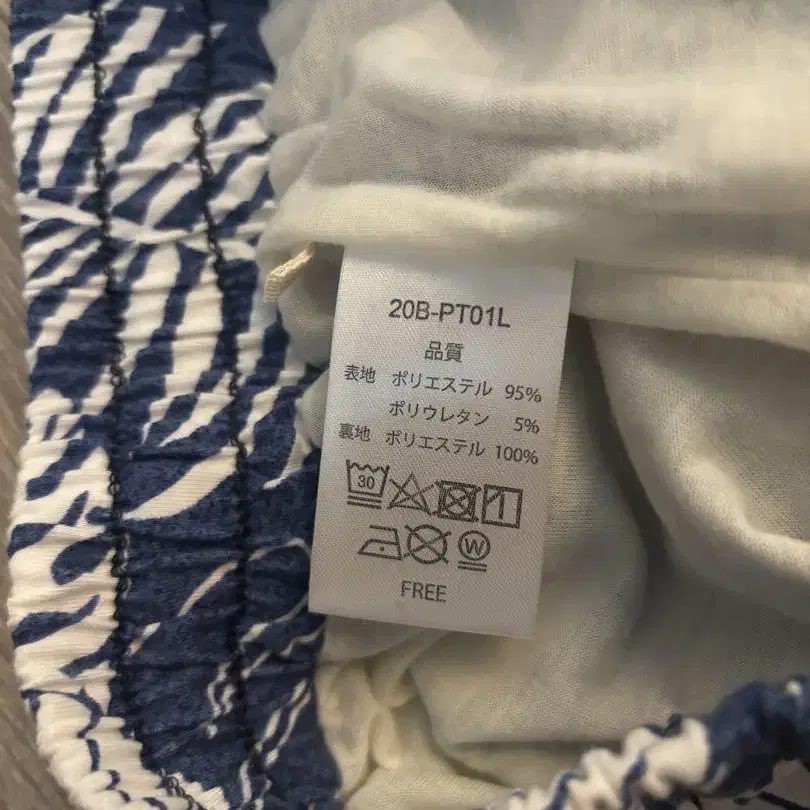 20B-PT01L
品質
表地 ポリエステル 95%
ポリウレタン 5%
裏地 ポリエステル 100%
30
W
FREE